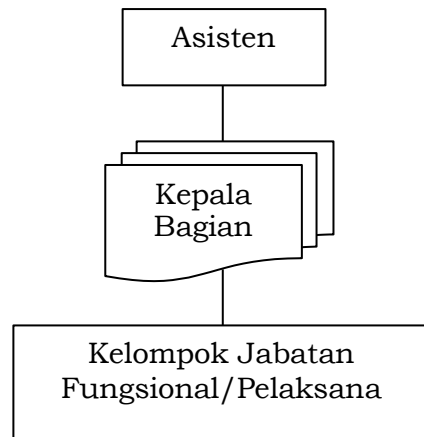 Asisten
Kepala
Bagian
Kelompok Jabatan
Fungsional/Pelaksana